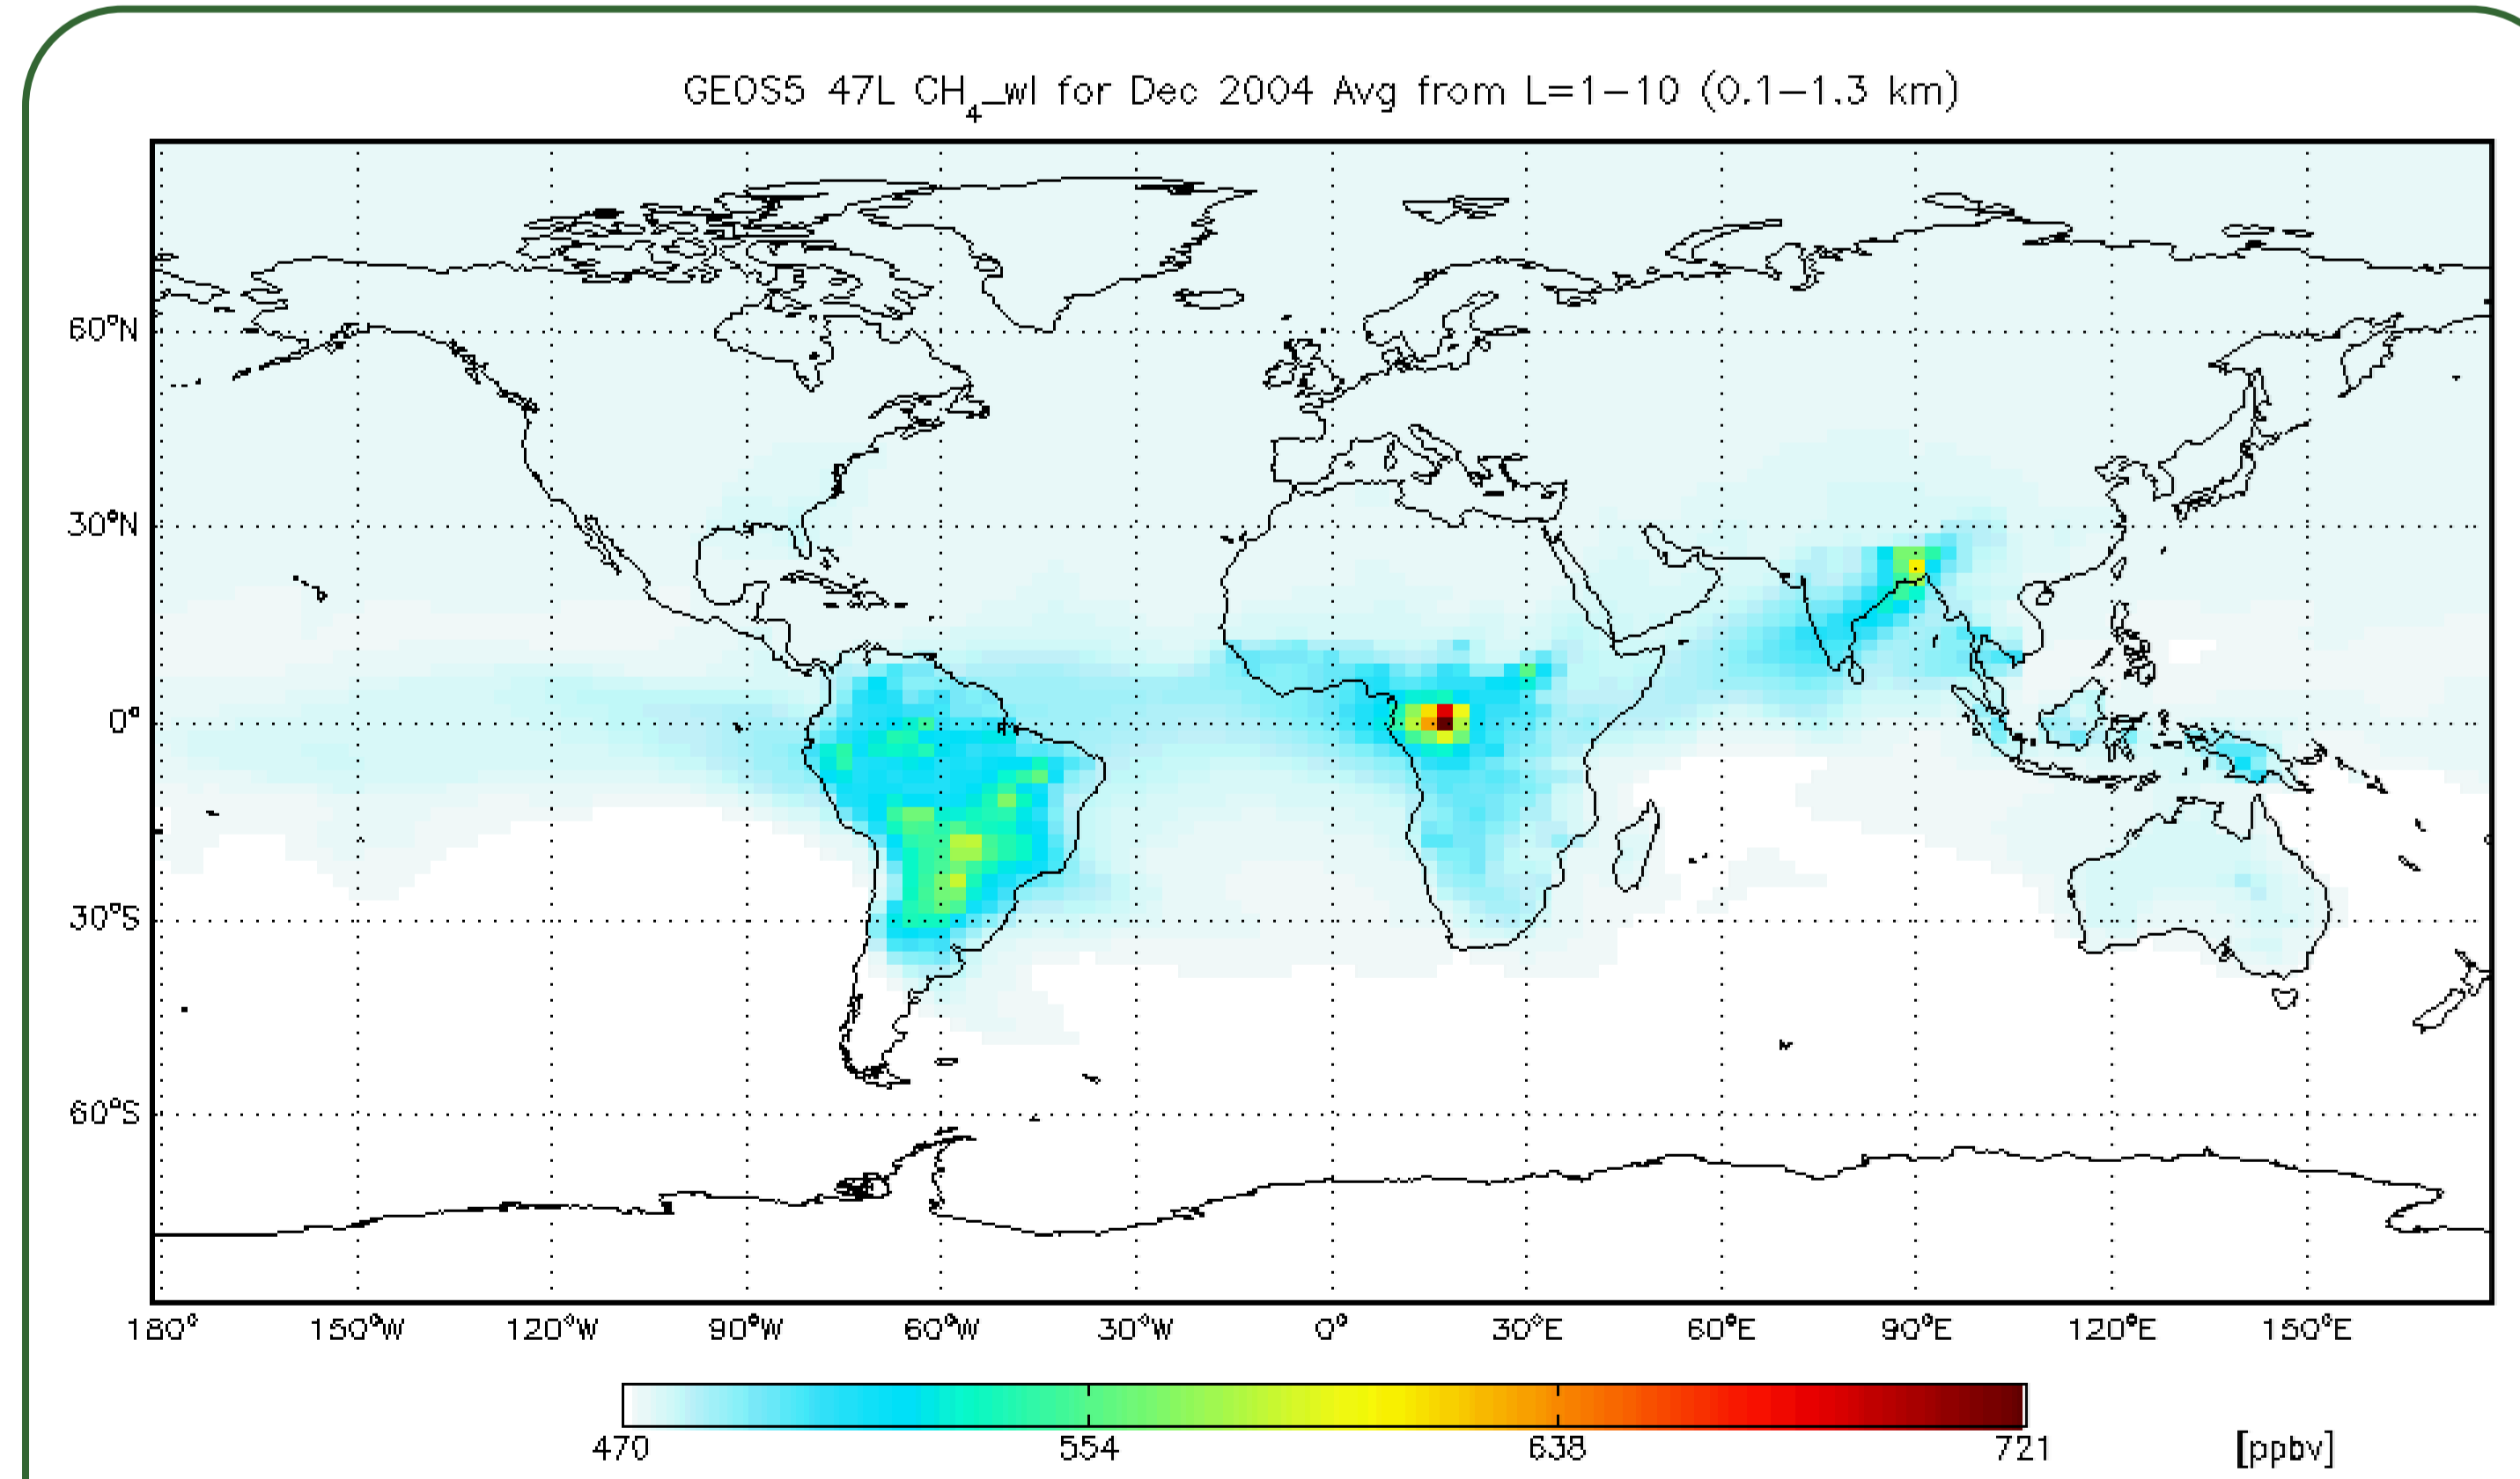 GEOS5 47L CH₄_wl for Dec 2004 Avg from L=1-10 (0.1-1.3 km)
60°N
30°N
0°
30°S
60°S
180° 150°W 120°W 90°W 60°W 30°W 0° 30°E 60°E 90°E 120°E 150°E
470 554 638 721 [ppbv]